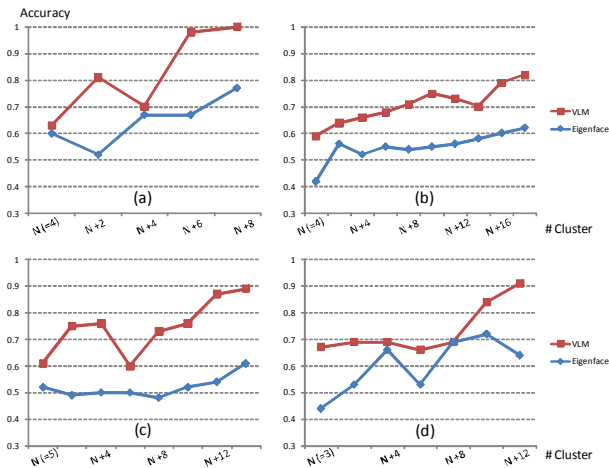 Accuracy
1
0.9
0.8
0.7
0.6
0.5
0.4
0.3
(a)
N (=4)
N +2
N +4
N +6
N +8
1
0.9
0.8
0.7
0.6
0.5
0.4
0.3
(b)
N (=4)
N +4
N +8
N +12
N +16
VLM
Eigenface
# Cluster
1
0.9
0.8
0.7
0.6
0.5
0.4
0.3
(c)
N (=5)
N +4
N +8
N +12
1
0.9
0.8
0.7
0.6
0.5
0.4
0.3
(d)
N (=3)
N +4
N +8
N +12
VLM
Eigenface
# Cluster